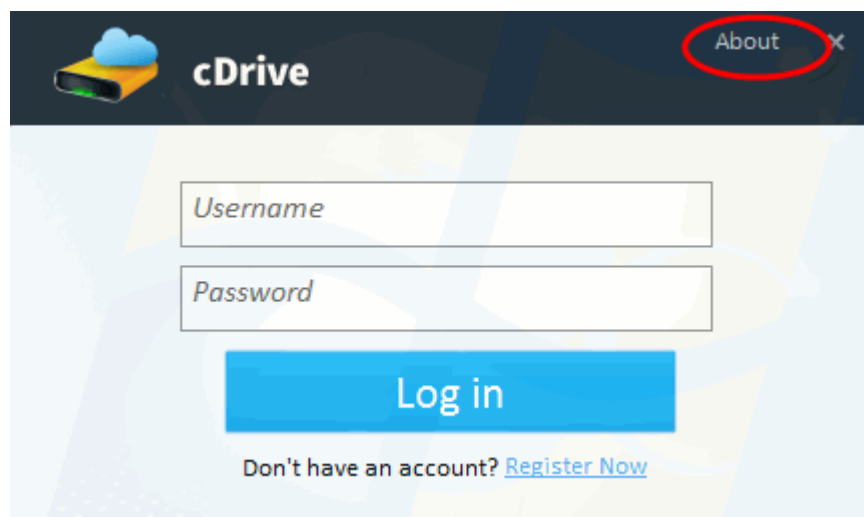 About ×
cDrive
Username
Password
Log in
Don't have an account? Register Now